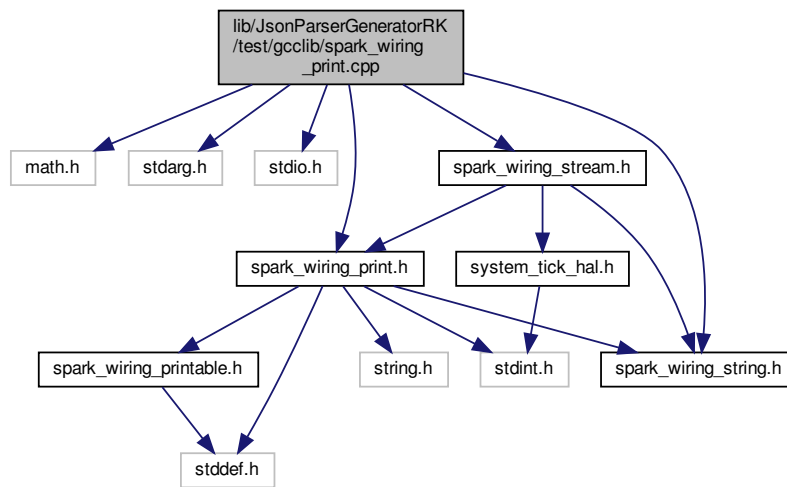 lib/JsonParserGeneratorRK
/test/gcclib/spark_wiring
_print.cpp
math.h
stdarg.h
stdio.h
spark_wiring_stream.h
spark_wiring_print.h
system_tick_hal.h
spark_wiring_printable.h
string.h
stdint.h
spark_wiring_string.h
stddef.h